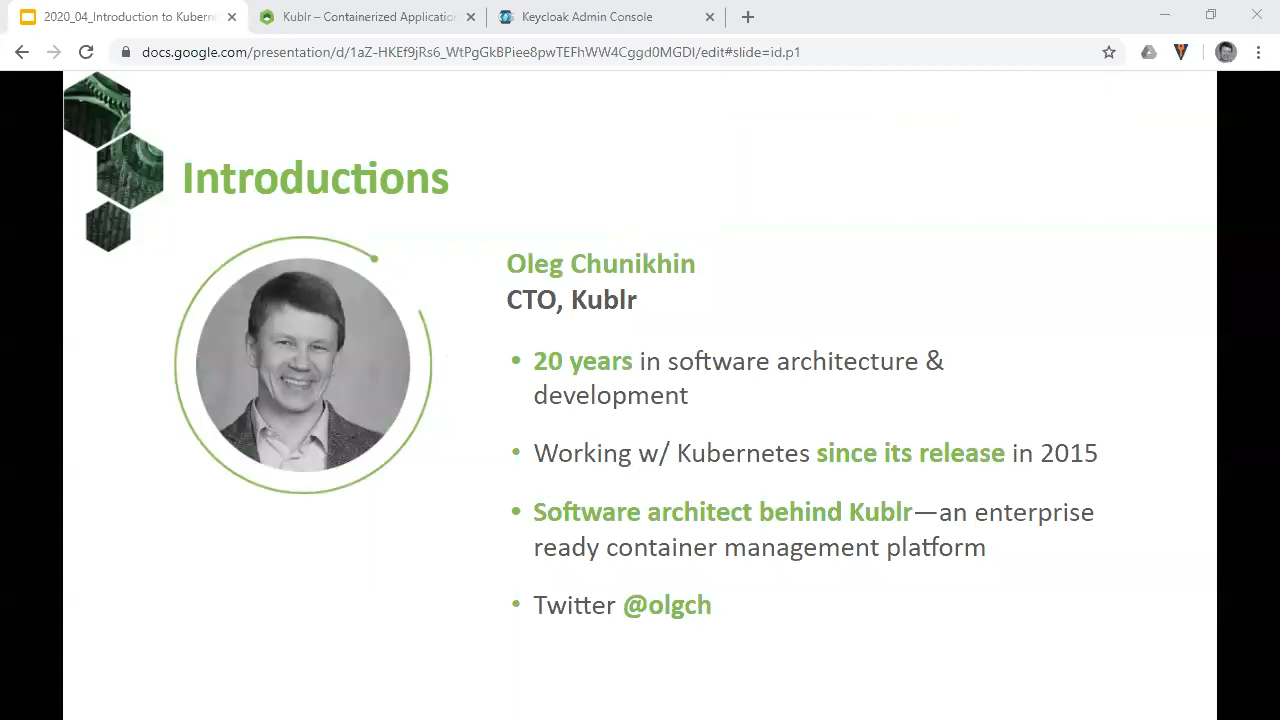 2020_04_Introduction to Kuberne
Kublr – Containerized Application
Keycloak Admin Console
docs.google.com/presentation/d/1aZ-HKEf9jRs6_WtPqGkBPiee8pwTEFhWW4Cggd0MGDI/edit#slide=id.p1
Introductions
Oleg Chunikhin
CTO, Kublr
• 20 years in software architecture &
development
• Working w/ Kubernetes since its release in 2015
• Software architect behind Kublr—an enterprise
ready container management platform
• Twitter @olgch